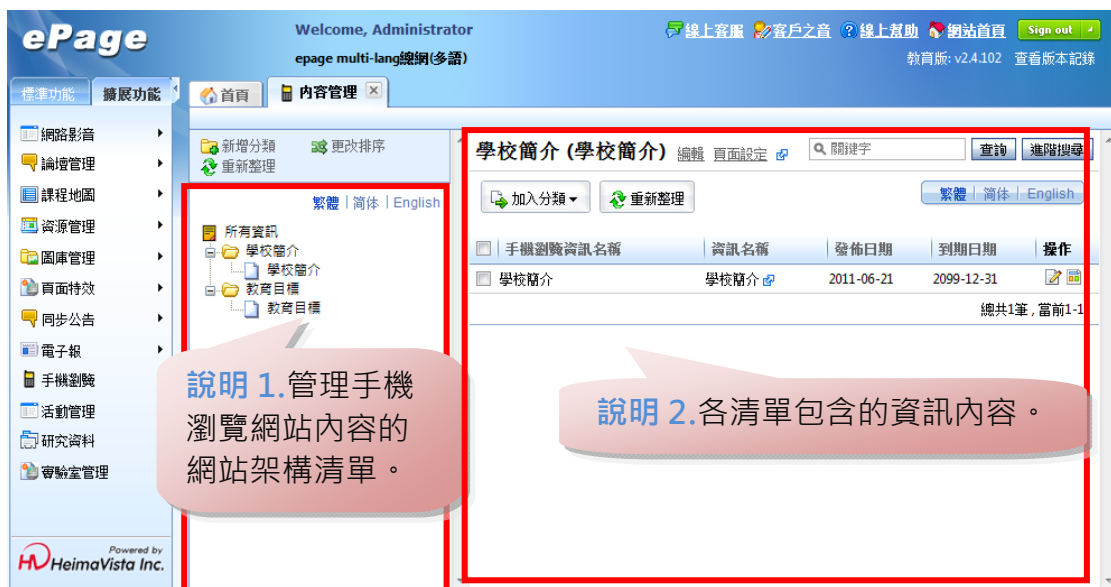 ePage
Welcome, Administrator
epage multi-lang總網(多語)
線上客服 客戶之音 線上幫助 網站首頁 Sign out
教育版: v2.4.102 查看版本記錄
標準功能 擴展功能
首頁 內容管理
網路影音
論壇管理
課程地圖
資源管理
圖庫管理
頁面特效
同步公告
電子報
手機瀏覽
活動管理
研究資料
實驗室管理
Powered by
HeimaVista Inc.
新增分類 更改排序
重新整理
繁體 | 简体 | English
所有資訊
學校簡介
學校簡介
教育目標
教育目標
說明 1.管理手機
瀏覽網站內容的
網站架構清單。
學校簡介 (學校簡介) 編輯 頁面設定 關鍵字 查詢 進階搜尋
加入分類 重新整理 繁體 | 简体 | English
手機瀏覽資訊名稱 資訊名稱 發佈日期 到期日期 操作
學校簡介 學校簡介 2011-06-21 2099-12-31
總共1筆 , 當前1-1
說明 2.各清單包含的資訊內容。